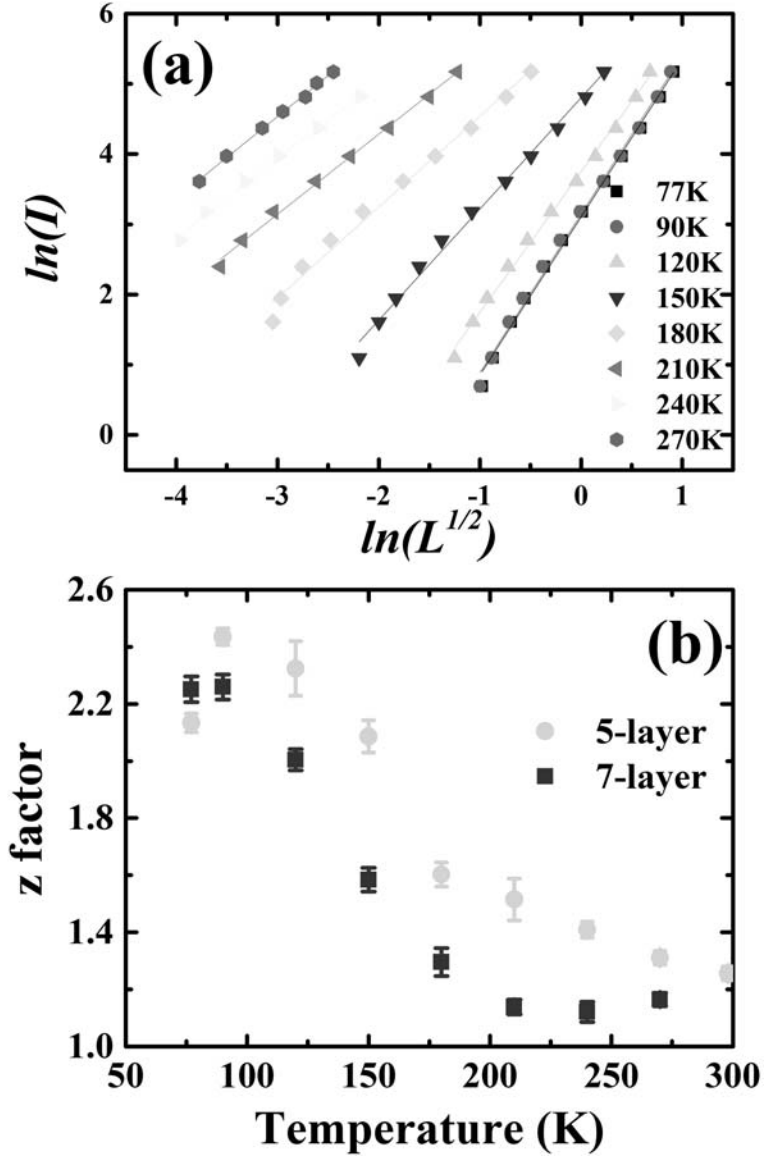 (a)
6
4
2
0
ln(I)
77K
90K
120K
150K
180K
210K
240K
270K
-4 -3 -2 -1 0 1
ln(L^{1/2})
(b)
2.6
2.2
1.8
1.4
1.0
z factor
5-layer
7-layer
50 100 150 200 250 300
Temperature (K)